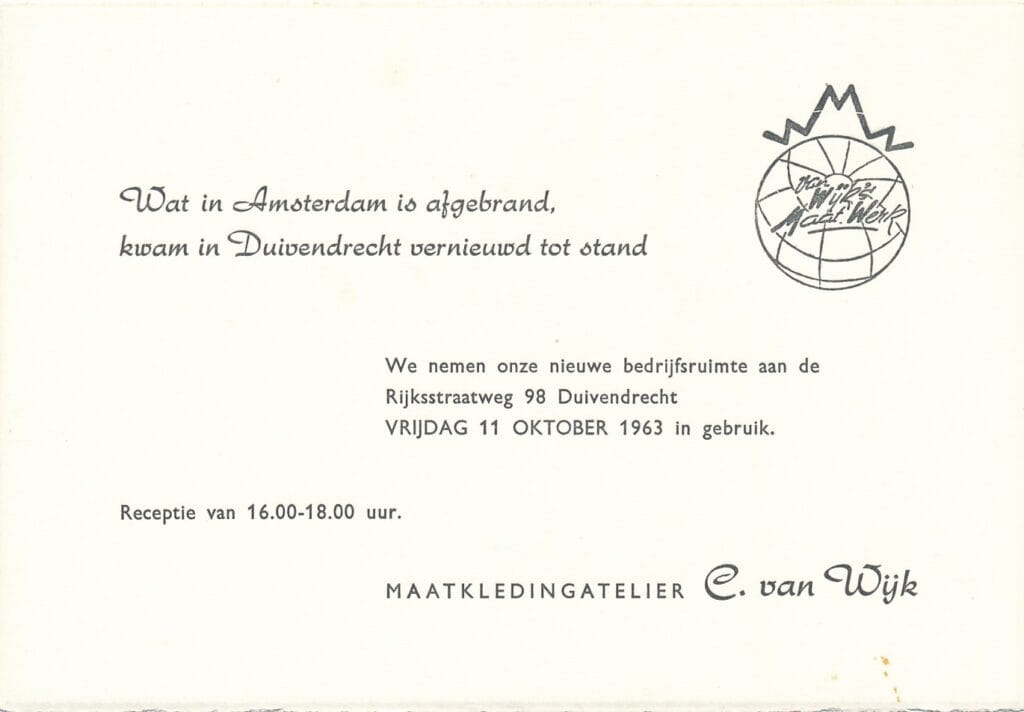 van Wijk's
Maat. Werk
Wat in Amsterdam is afgebrand,
kwam in Duivendrecht vernieuwd tot stand
We nemen onze nieuwe bedrijfsruimte aan de
Rijksstraatweg 98 Duivendrecht
VRIJDAG 11 OKTOBER 1963 in gebruik.
Receptie van 16.00-18.00 uur.
MAATKLEDINGATELIER C. van Wijk